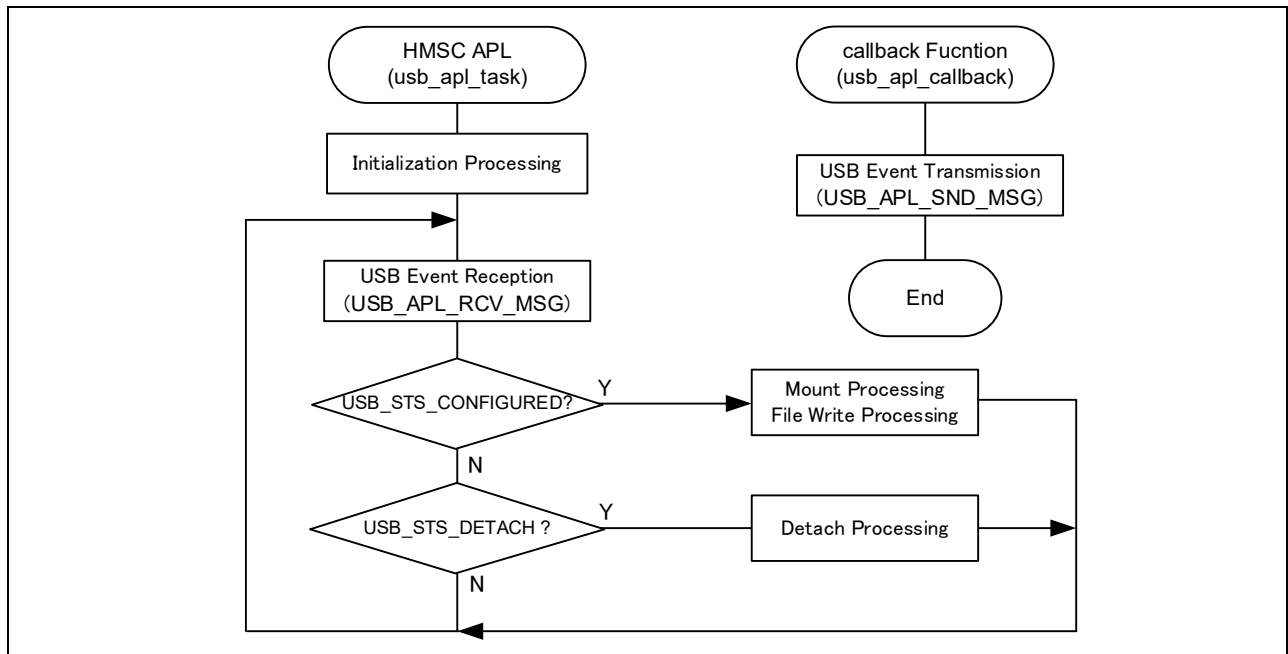 HMSC APL
(usb_apl_task)
Initialization Processing
USB Event Reception
(USB_APL_RCV_MSG)
USB_STS_CONFIGURED?
Y
Mount Processing
File Write Processing
N
USB_STS_DETACH ?
Y
Detach Processing
N
callback Fucntion
(usb_apl_callback)
USB Event Transmission
(USB_APL_SND_MSG)
End